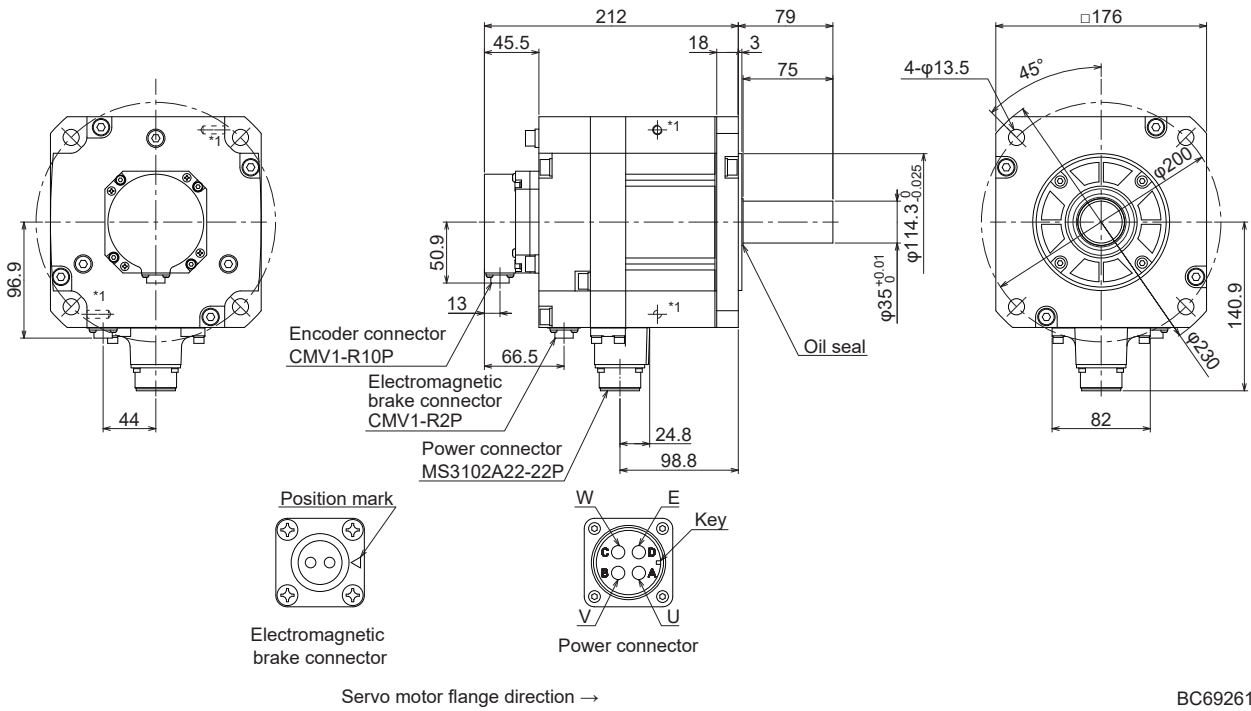 212
79
□176
45.5
18
3
75
4-φ13.5
45°
*1
*1
φ200
φ114.3 0 -0.025
φ35 +0.01 0
96.9
50.9
140.9
*1
*1
13
Encoder connector
CMV1-R10P
Oil seal
φ230
66.5
Electromagnetic
brake connector
CMV1-R2P
44
82
24.8
Power connector
MS3102A22-22P
98.8
Position mark
W
E
Key
C
D
B
A
V
U
Electromagnetic
brake connector
Power connector
Servo motor flange direction →
BC69261